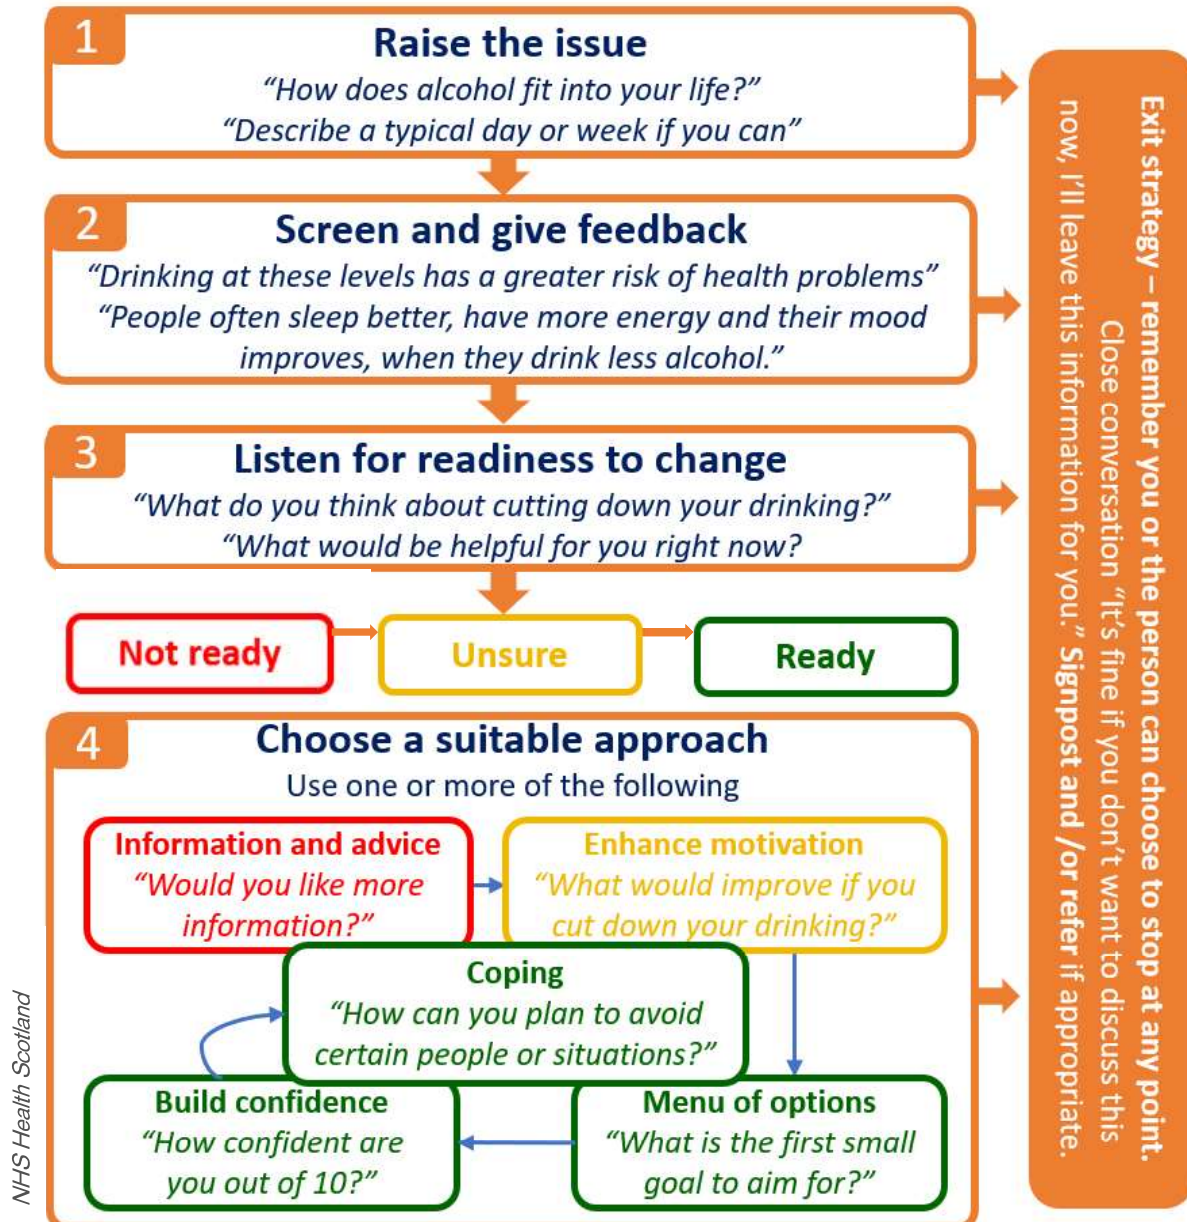 1
Raise the issue
“How does alcohol fit into your life?”
“Describe a typical day or week if you can”
2
Screen and give feedback
“Drinking at these levels has a greater risk of health problems”
“People often sleep better, have more energy and their mood
improves, when they drink less alcohol.”
3
Listen for readiness to change
“What do you think about cutting down your drinking?”
“What would be helpful for you right now?
Not ready
Unsure
Ready
4
Choose a suitable approach
Use one or more of the following
Information and advice
“Would you like more
information?”
Enhance motivation
“What would improve if you
cut down your drinking?”
Coping
“How can you plan to avoid
certain people or situations?”
Build confidence
“How confident are
you out of 10?”
Menu of options
“What is the first small
goal to aim for?”
Exit strategy – remember you or the person can choose to stop at any point.
Close conversation “It’s fine if you don’t want to discuss this
now, I’ll leave this information for you.” Signpost and /or refer if appropriate.
NHS Health Scotland